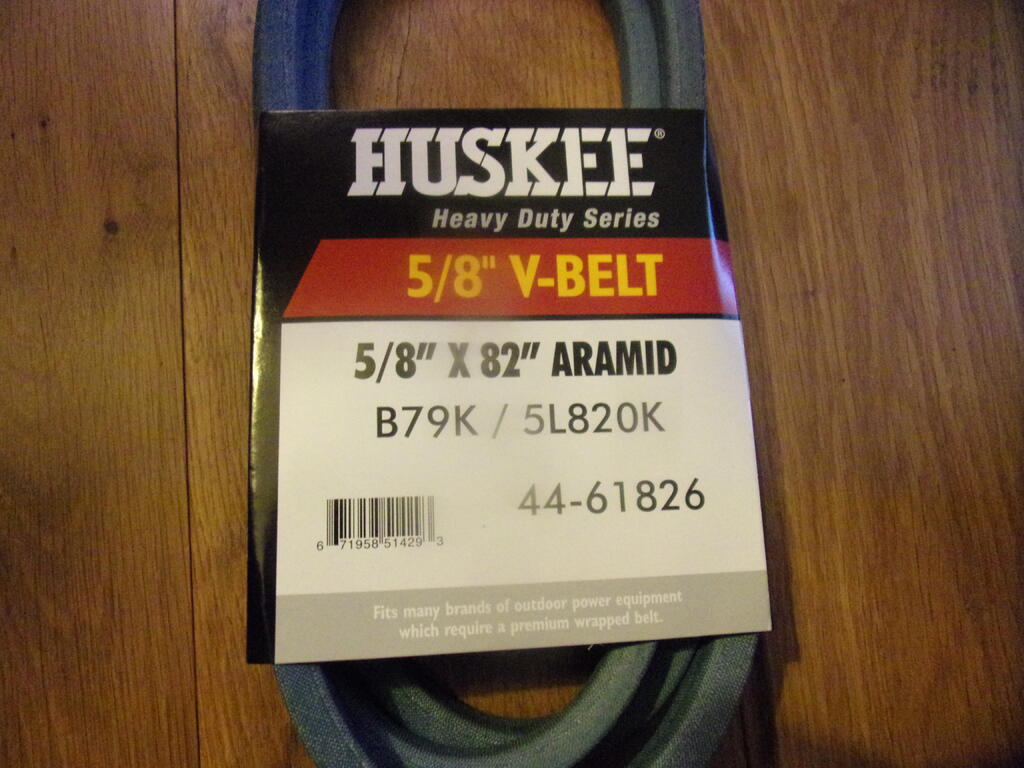 HUSKEE®
Heavy Duty Series
5/8" V-BELT
5/8" X 82" ARAMID
B79K / 5L820K
44-61826
6 71958 51429 3
Fits many brands of outdoor power equipment
which require a premium wrapped belt.